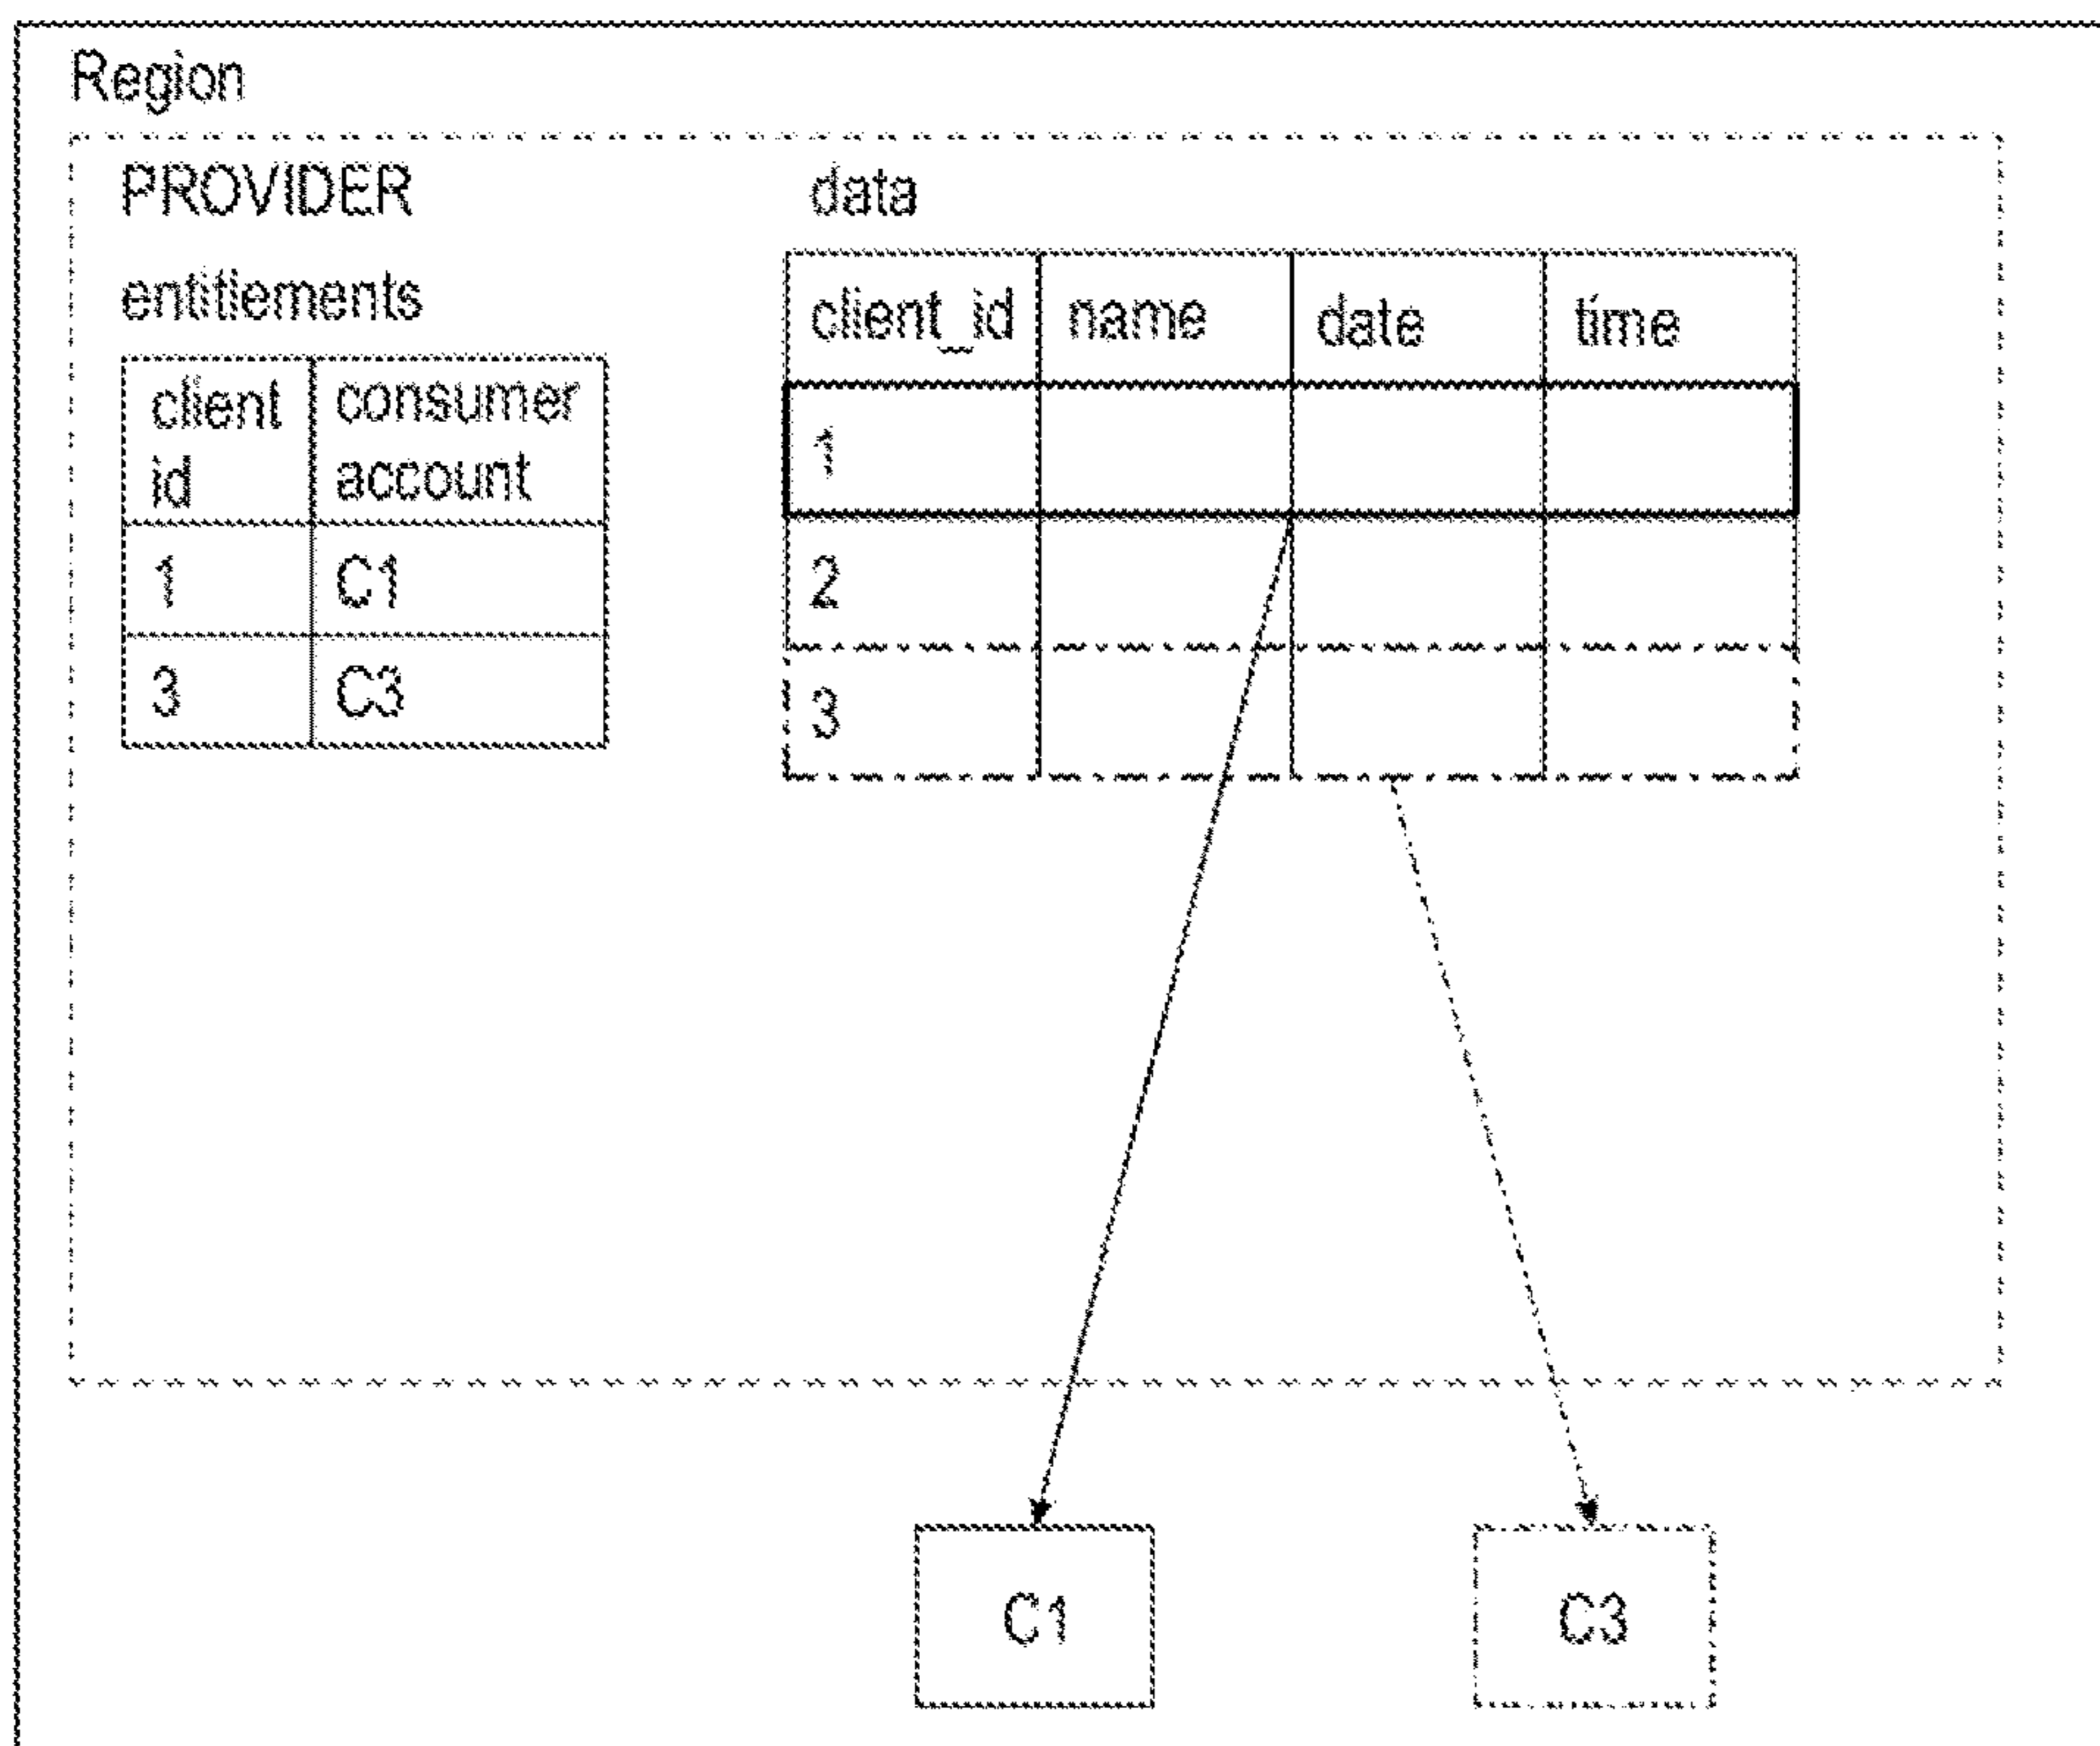 Region
PROVIDER
entitlements
client id consumer account
1 C1
3 C3
data
client_id name date time
1
2
3
C1 C3